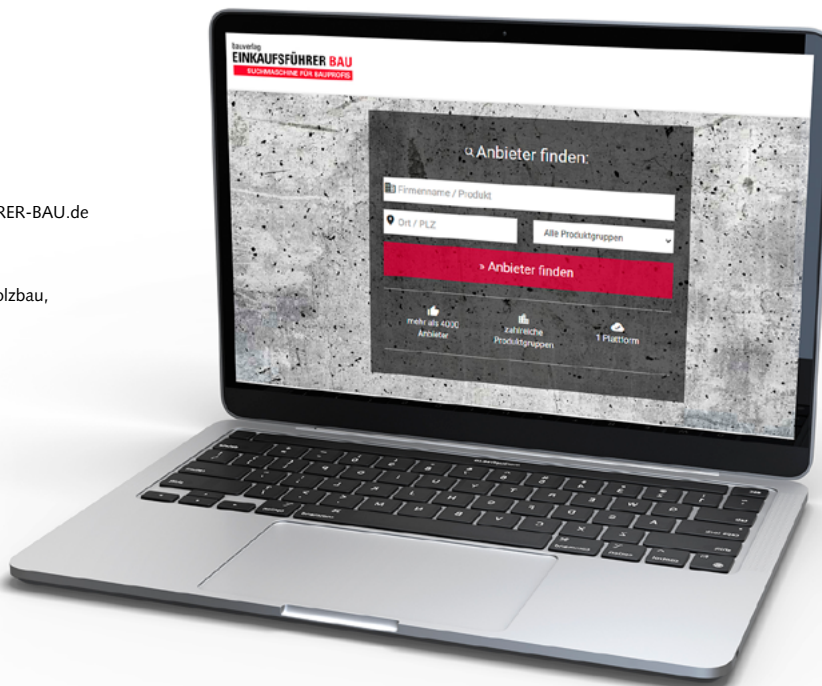 bauverlag
EINKAUFSFÜHRER BAU
SUCHMASCHINE FÜR BAUPROFIS
Anbieter finden:
Firmenname / Produkt
RER-BAU.de
Ort / PLZ
Alle Produktgruppen
» Anbieter finden
olzbau,
mehr als 4000
Anbieter
zahlreiche
Produktgruppen
1 Plattform